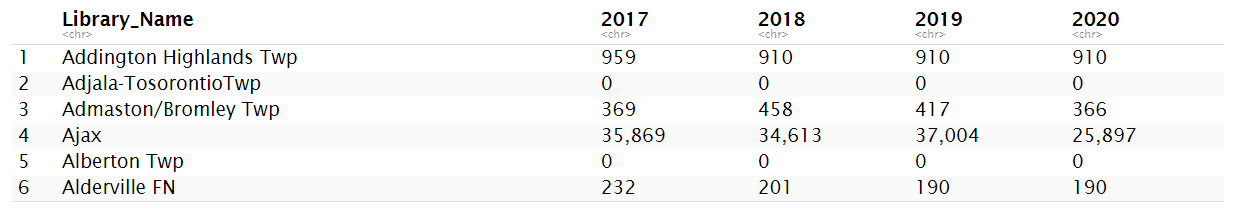 Library_Name 2017 2018 2019 2020
<chr> <chr> <chr> <chr> <chr>
1 Addington Highlands Twp 959 910 910 910
2 Adjala-TosorontioTwp 0 0 0 0
3 Admaston/Bromley Twp 369 458 417 366
4 Ajax 35,869 34,613 37,004 25,897
5 Alberton Twp 0 0 0 0
6 Alderville FN 232 201 190 190